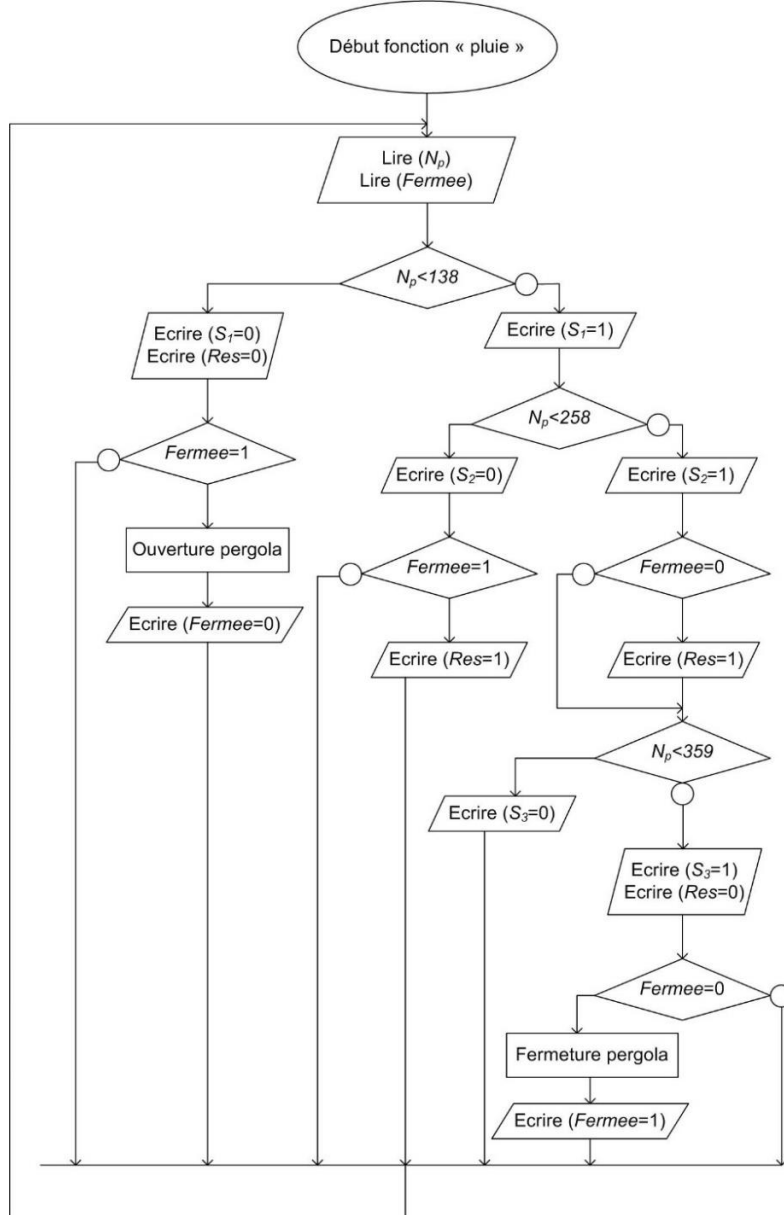 Début fonction « pluie »
Lire (Nₚ)
Lire (Fermee)
Nₚ<138
Ecrire (S₁=0)
Ecrire (Res=0)
Ecrire (S₁=1)
Nₚ<258
Fermee=1
Ecrire (S₂=0)
Ecrire (S₂=1)
Ouverture pergola
Fermee=1
Fermee=0
Ecrire (Fermee=0)
Ecrire (Res=1)
Ecrire (Res=1)
Nₚ<359
Ecrire (S₃=0)
Ecrire (S₃=1)
Ecrire (Res=0)
Fermee=0
Fermeture pergola
Ecrire (Fermee=1)